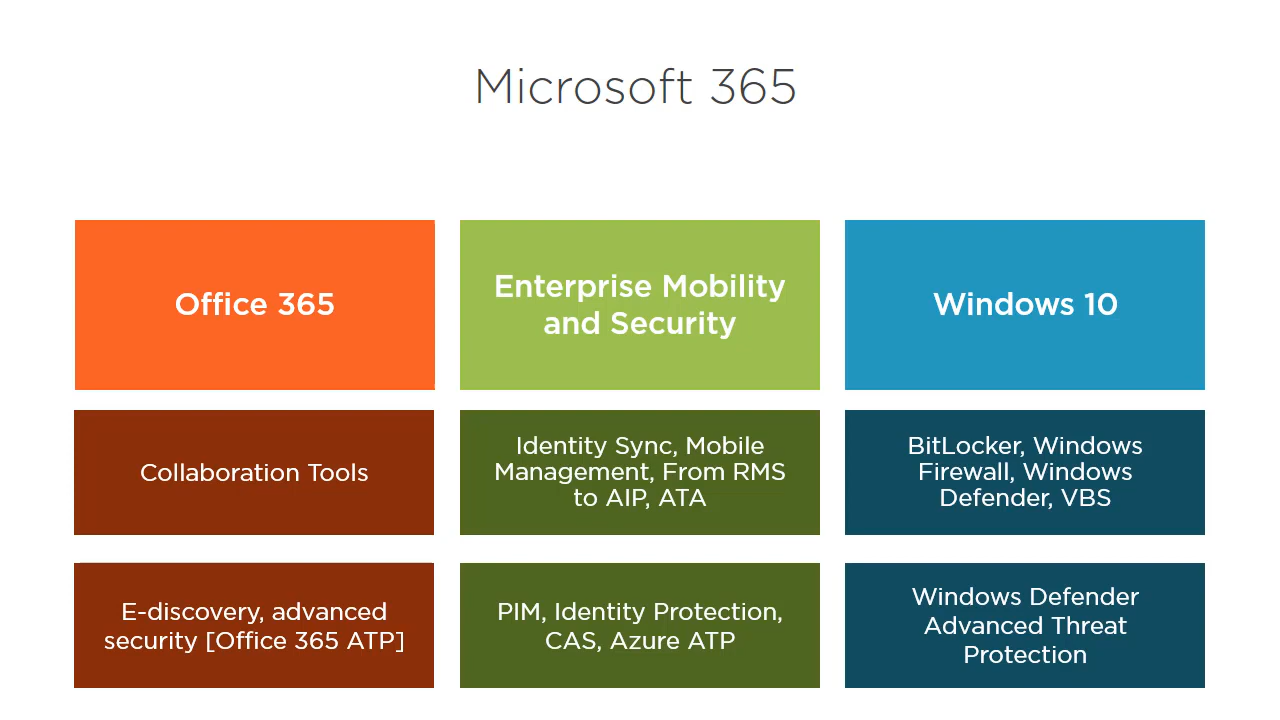 Microsoft 365
Office 365
Enterprise Mobility
and Security
Windows 10
Collaboration Tools
Identity Sync, Mobile
Management, From RMS
to AIP, ATA
BitLocker, Windows
Firewall, Windows
Defender, VBS
E-discovery, advanced
security [Office 365 ATP]
PIM, Identity Protection,
CAS, Azure ATP
Windows Defender
Advanced Threat
Protection